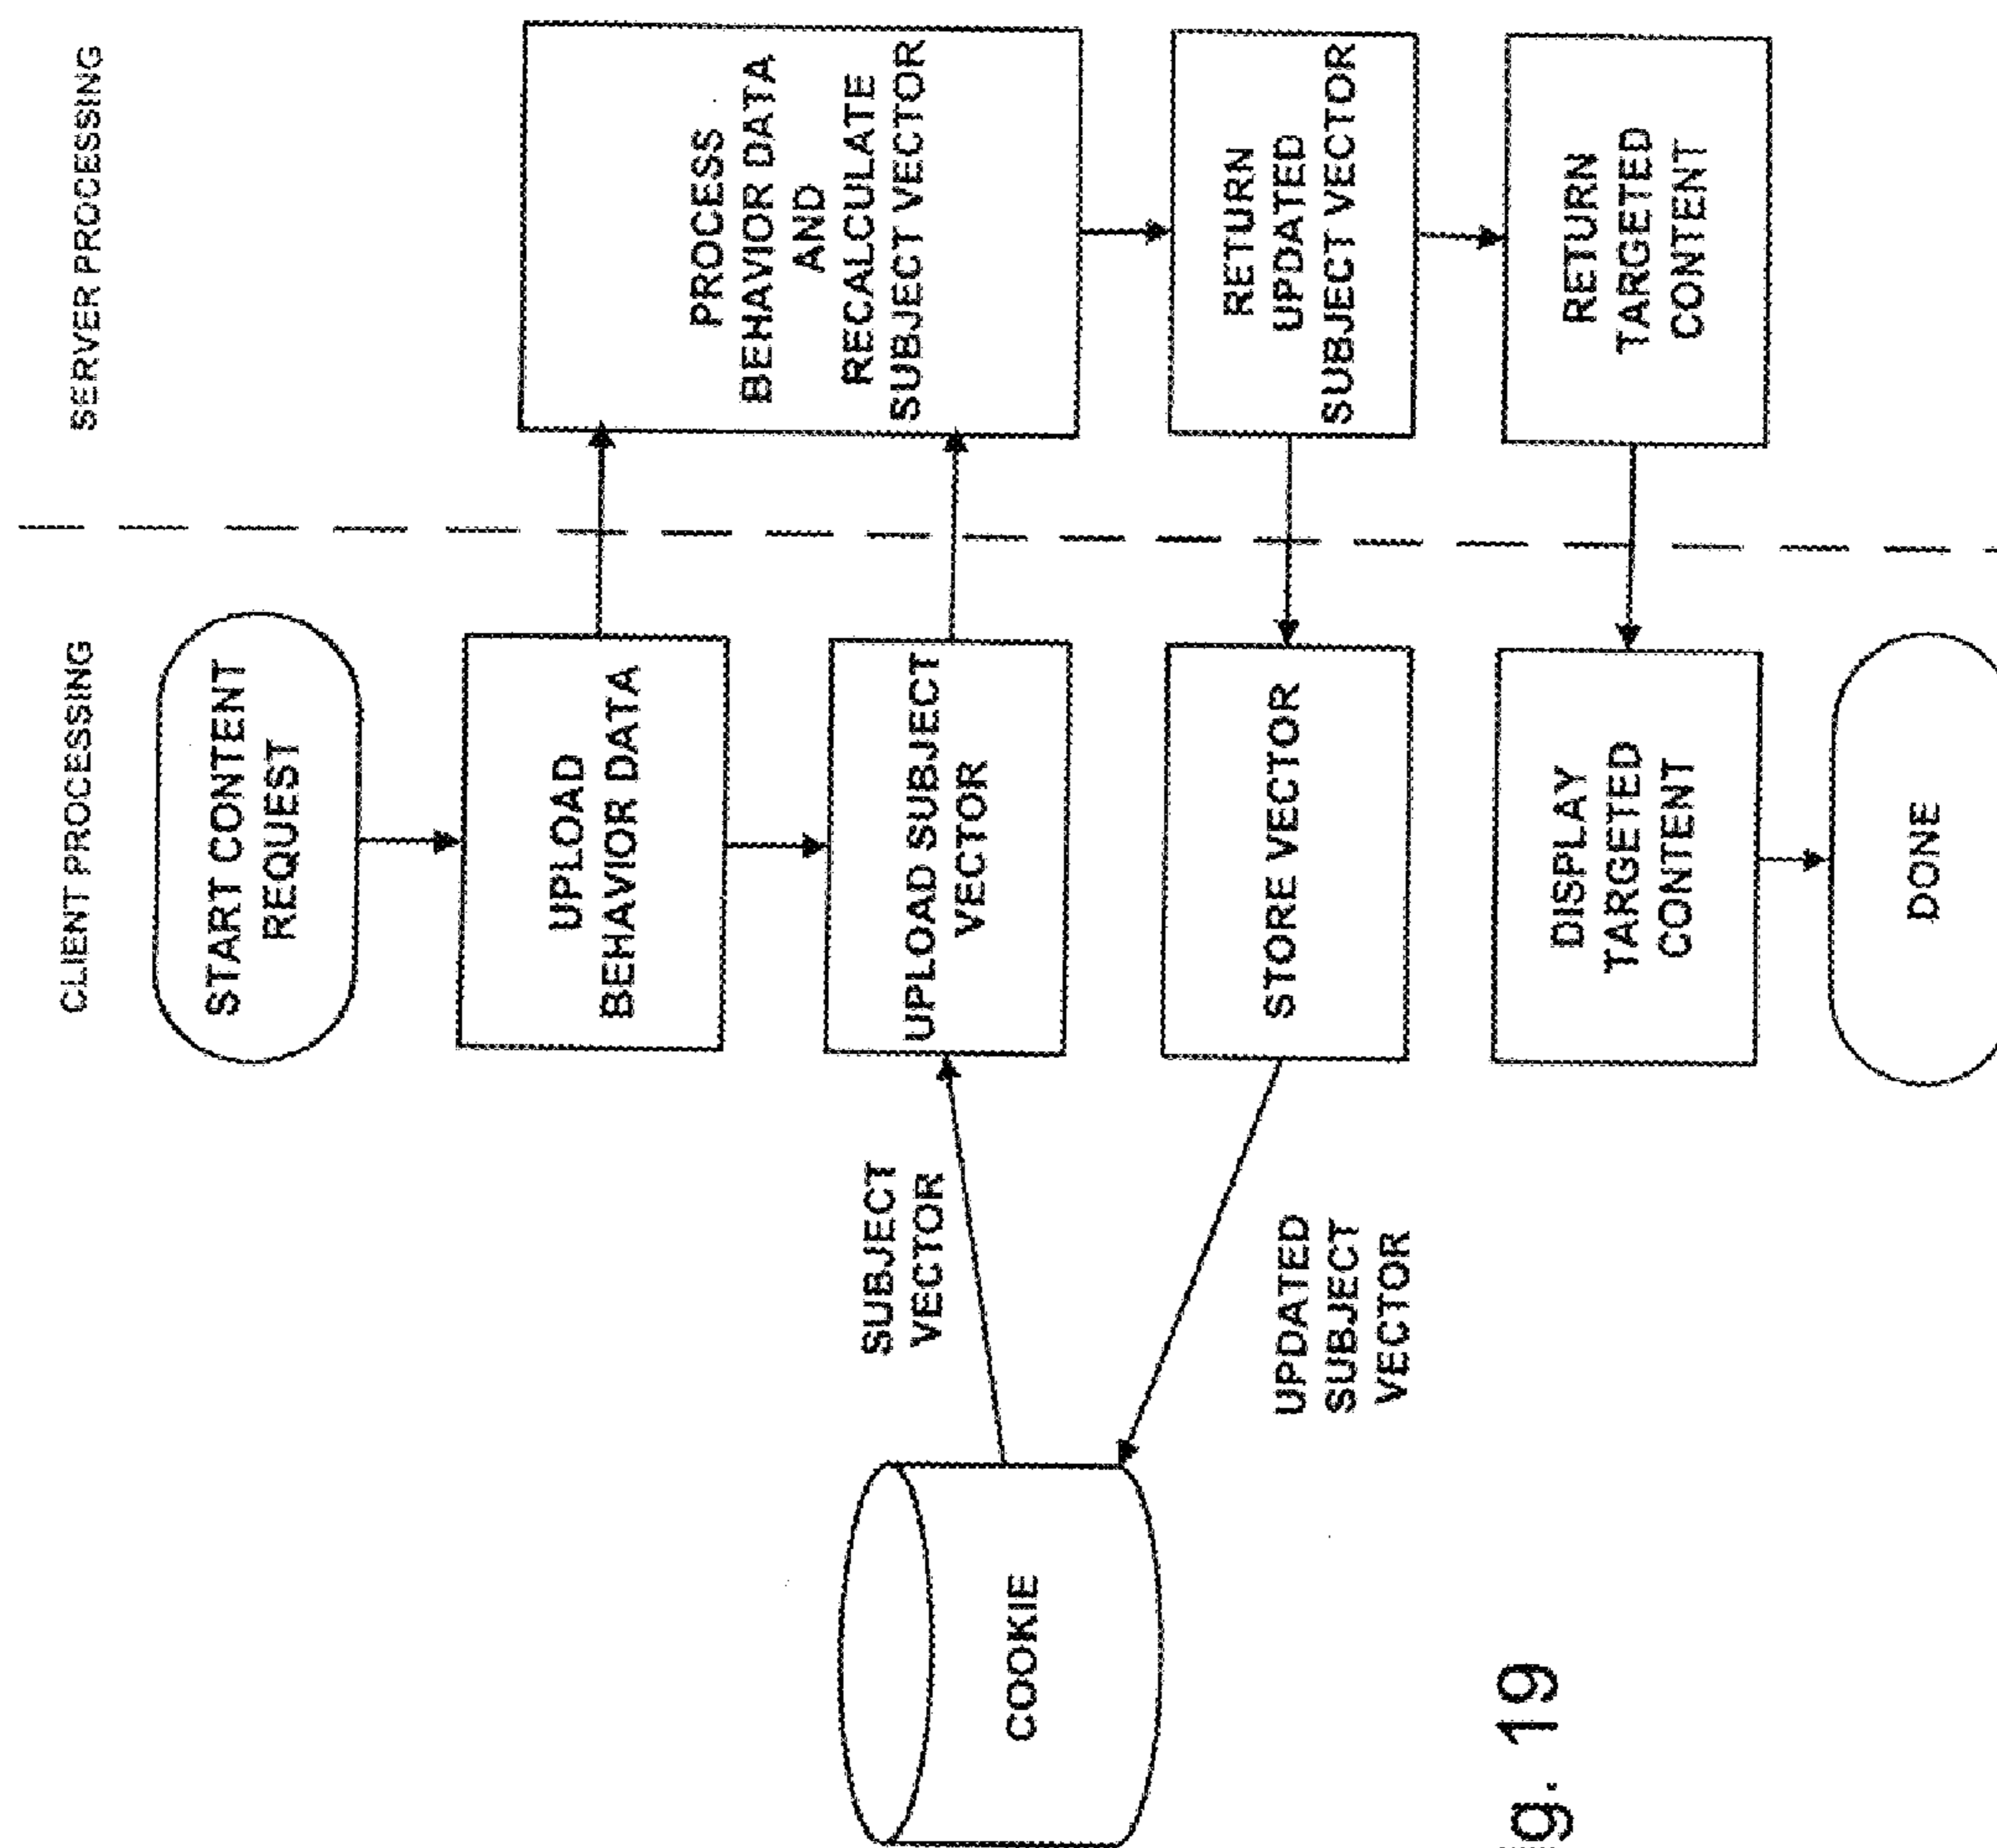 CLIENT PROCESSING
SERVER PROCESSING
START CONTENT
REQUEST
UPLOAD
BEHAVIOR DATA
PROCESS
BEHAVIOR DATA
AND
RECALCULATE
SUBJECT VECTOR
UPLOAD SUBJECT
VECTOR
SUBJECT
VECTOR
COOKIE
RETURN
UPDATED
SUBJECT VECTOR
STORE VECTOR
UPDATED
SUBJECT
VECTOR
RETURN
TARGETED
CONTENT
DISPLAY
TARGETED
CONTENT
DONE
g. 19